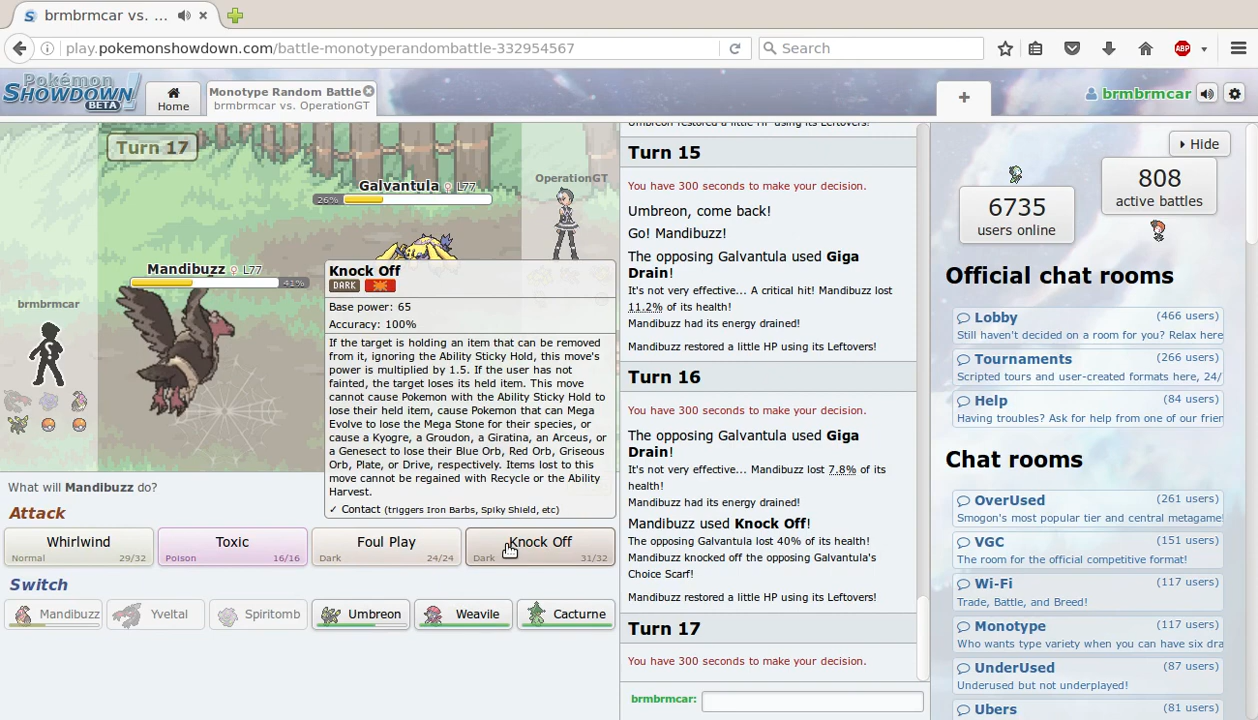 brmbrmcar vs. ...
play.pokemonshowdown.com/battle-monotyperandombattle-332954567
Search
ABP
Pokémon
SHOWDOWN!
BETA
Home
Monotype Random Battle
brmbrmcar vs. OperationGT
+
brmbrmcar
Turn 17
Galvantula ♀ L77
26%
OperationGT
Mandibuzz ♀ L77
41%
brmbrmcar
Knock Off
DARK
Base power: 65
Accuracy: 100%
If the target is holding an item that can be removed
from it, ignoring the Ability Sticky Hold, this move's
power is multiplied by 1.5. If the user has not
fainted, the target loses its held item. This move
cannot cause Pokemon with the Ability Sticky Hold to
lose their held item, cause Pokemon that can Mega
Evolve to lose the Mega Stone for their species, or
cause a Kyogre, a Groudon, a Giratina, an Arceus, or
a Genesect to lose their Blue Orb, Red Orb, Griseous
Orb, Plate, or Drive, respectively. Items lost to this
move cannot be regained with Recycle or the Ability
Harvest.
✓ Contact (triggers Iron Barbs, Spiky Shield, etc)
What will Mandibuzz do?
Attack
Whirlwind
Normal 29/32
Toxic
Poison 16/16
Foul Play
Dark 24/24
Knock Off
Dark 31/32
Switch
Mandibuzz
Yveltal
Spiritomb
Umbreon
Weavile
Cacturne
Umbreon restored a little HP using its Leftovers!
Turn 15
You have 300 seconds to make your decision.
Umbreon, come back!
Go! Mandibuzz!
The opposing Galvantula used Giga
Drain!
It's not very effective... A critical hit! Mandibuzz lost
11.2% of its health!
Mandibuzz had its energy drained!
Mandibuzz restored a little HP using its Leftovers!
Turn 16
You have 300 seconds to make your decision.
The opposing Galvantula used Giga
Drain!
It's not very effective... Mandibuzz lost 7.8% of its
health!
Mandibuzz had its energy drained!
Mandibuzz used Knock Off!
The opposing Galvantula lost 40% of its health!
Mandibuzz knocked off the opposing Galvantula's
Choice Scarf!
Mandibuzz restored a little HP using its Leftovers!
Turn 17
You have 300 seconds to make your decision.
brmbrmcar:
Hide
6735
users online
808
active battles
Official chat rooms
Lobby (466 users)
Still haven't decided on a room for you? Relax here
Tournaments (266 users)
Scripted tours and user-created formats here, 24/
Help (84 users)
Having troubles? Ask for help from one of our frier
Chat rooms
OverUsed (261 users)
Smogon's most popular tier and central metagame
VGC (151 users)
The room for the official competitive format!
Wi-Fi (117 users)
Trade, Battle, and Breed!
Monotype (117 users)
Who wants type variety when you can have six dra
UnderUsed (87 users)
Underused but not underplayed!
Ubers (81 users)